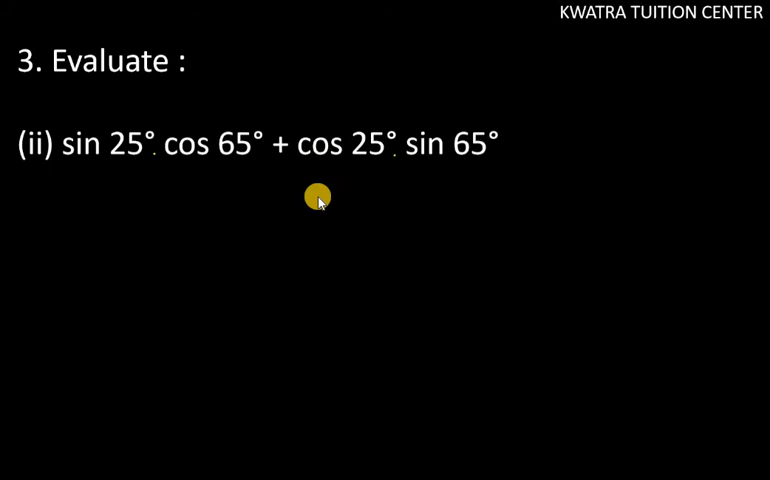 KWATRA TUITION CENTER
3. Evaluate :
(ii) sin 25°. cos 65° + cos 25°. sin 65°